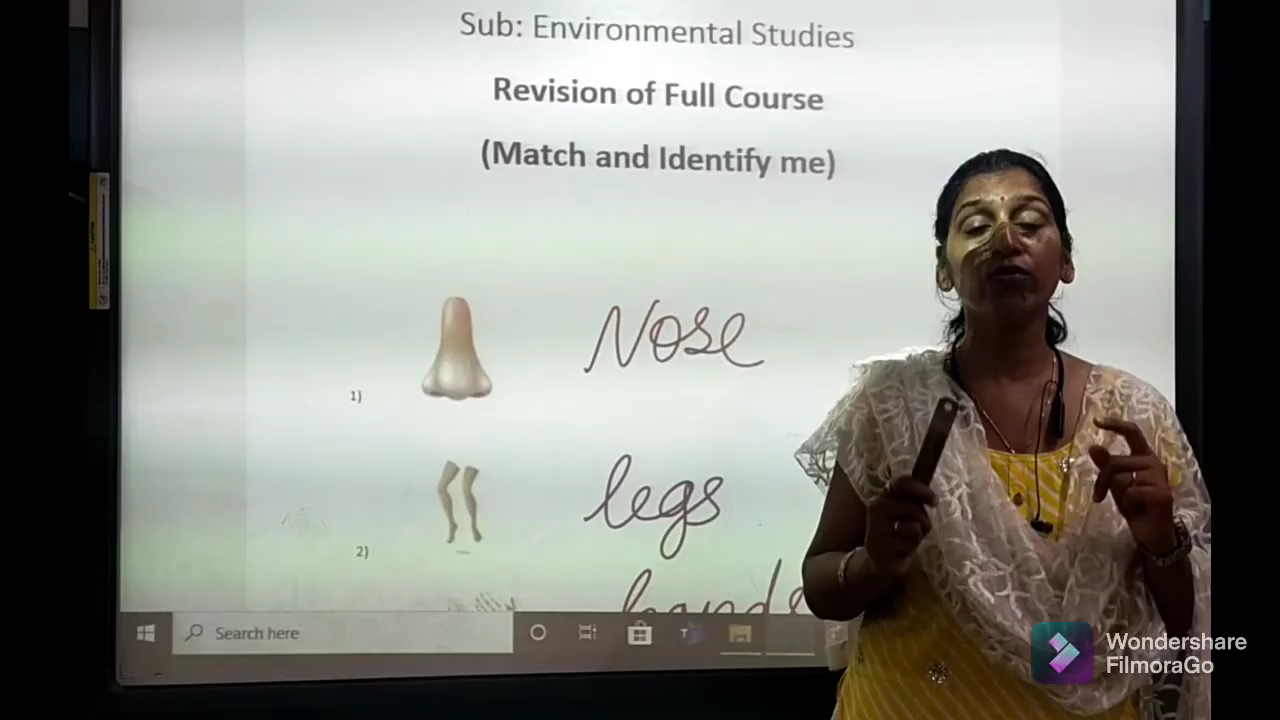 Sub: Environmental Studies
Revision of Full Course
(Match and Identify me)
1)
Nose
2)
legs
hands
Search here
Wondershare
FilmoraGo